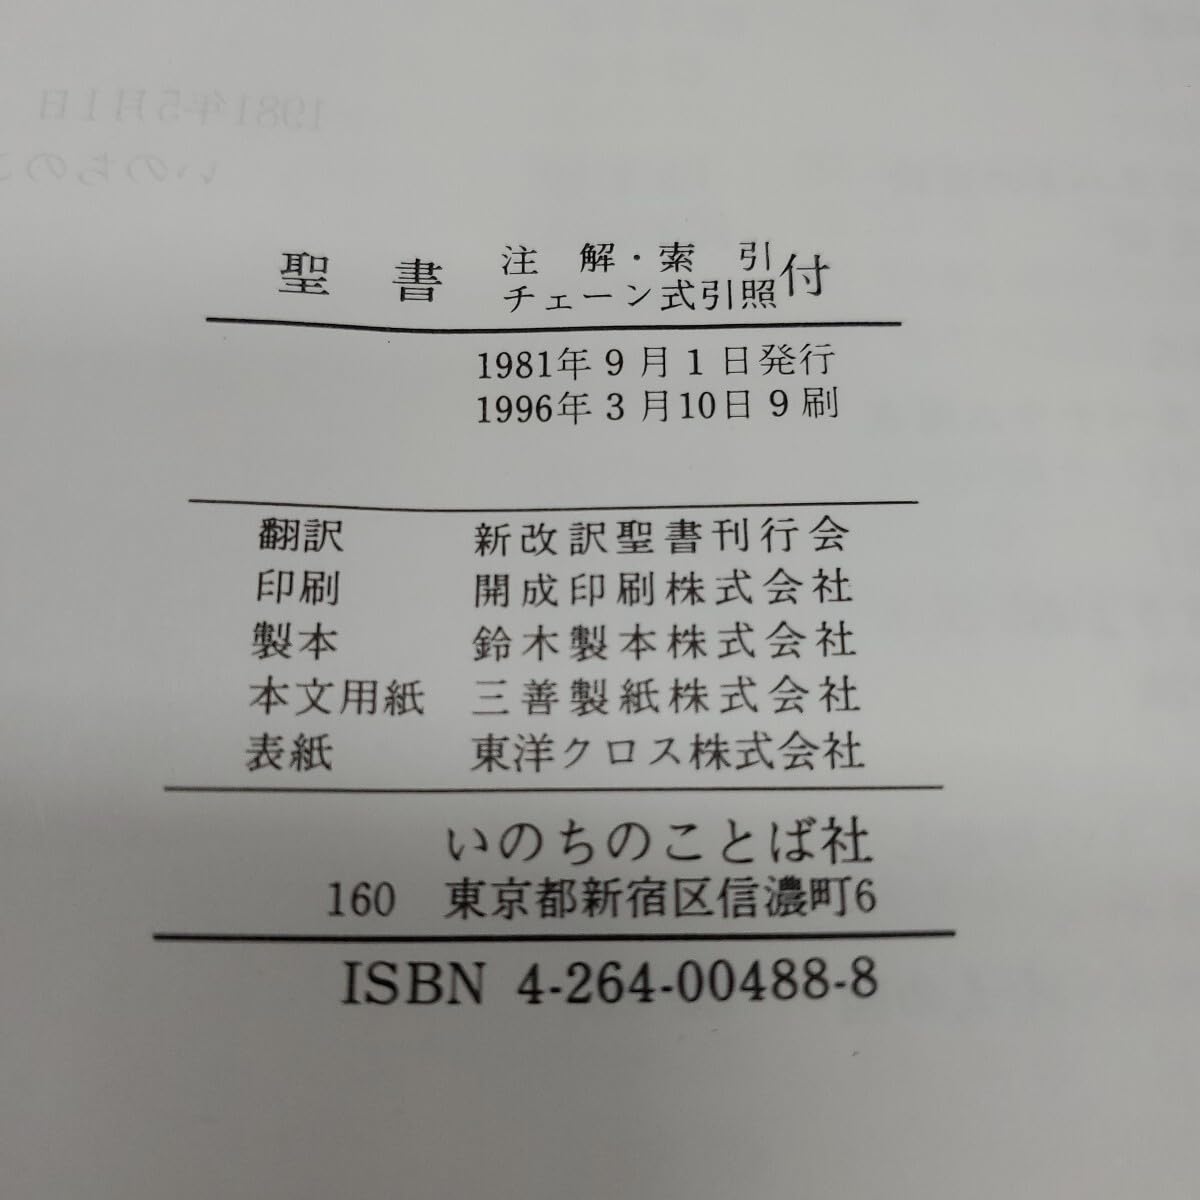 聖書 注解・索引
チェーン式引照付
1981年9月1日発行
1996年3月10日9刷
翻訳 新改訳聖書刊行会
印刷 開成印刷株式会社
製本 鈴木製本株式会社
本文用紙 三善製紙株式会社
表紙 東洋クロス株式会社
いのちのことば社
160 東京都新宿区信濃町6
ISBN 4-264-00488-8